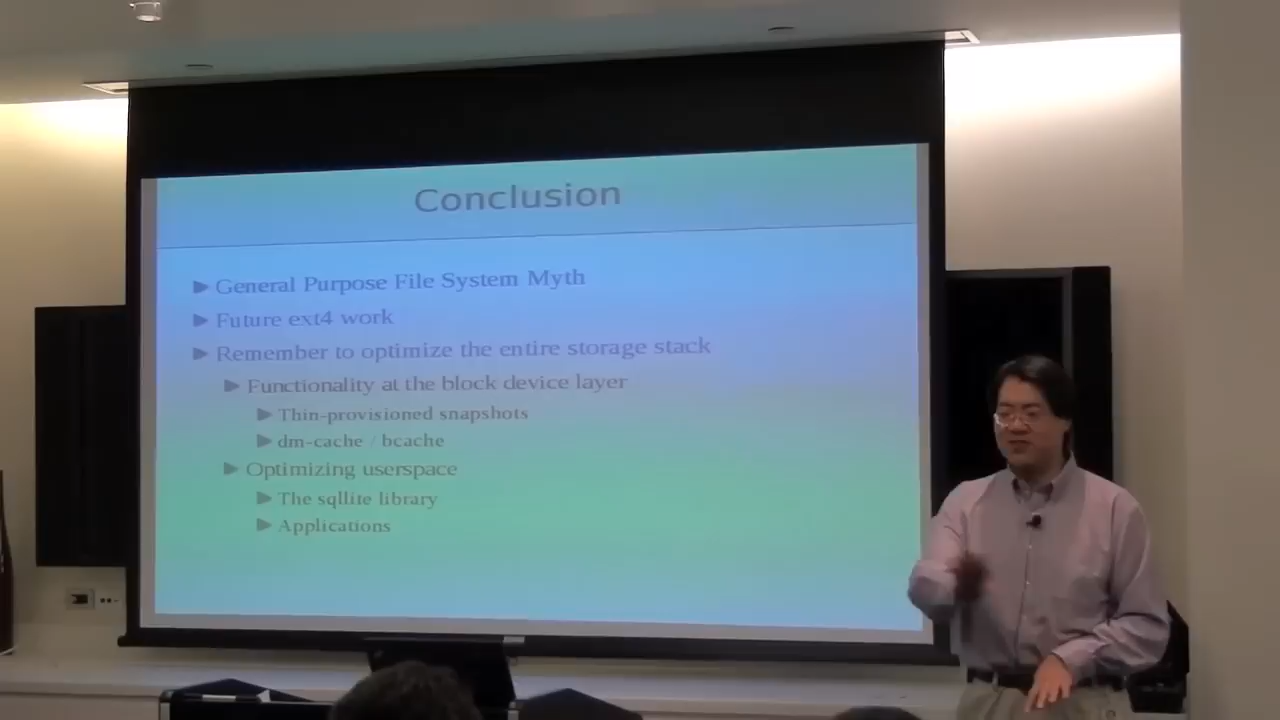 Conclusion
General Purpose File System Myth
Future ext4 work
Remember to optimize the entire storage stack
Functionality at the block device layer
Thin-provisioned snapshots
dm-cache / bcache
Optimizing userspace
The sqllite library
Applications